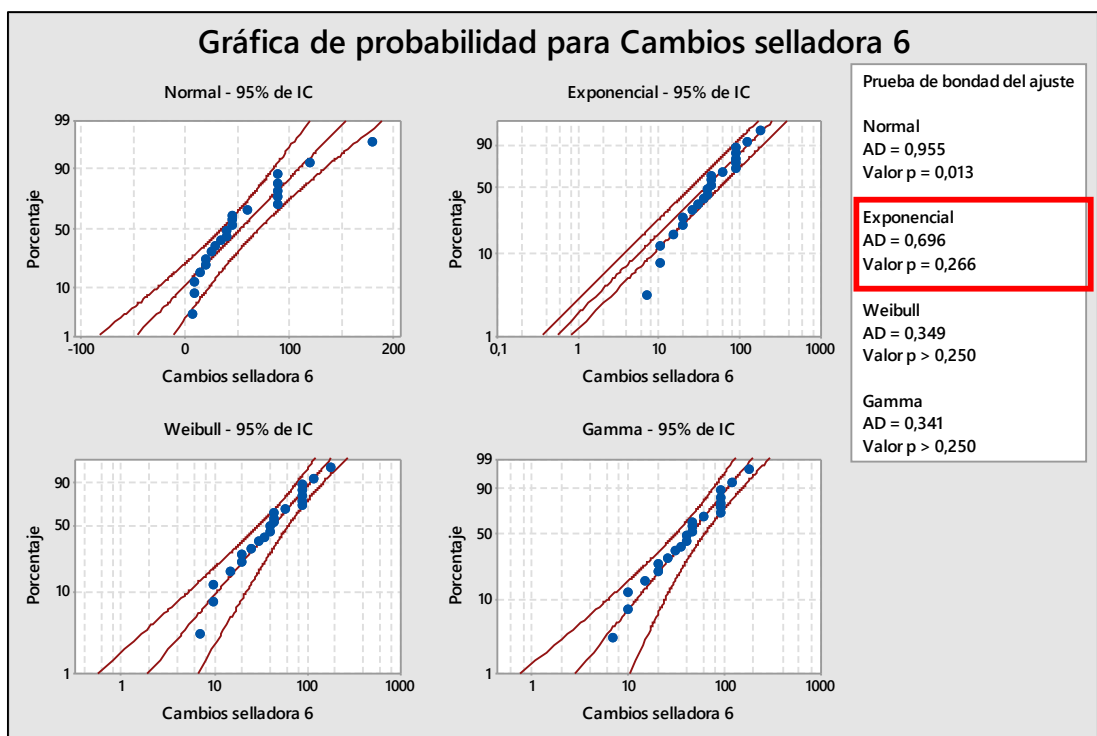 Gráfica de probabilidad para Cambios selladora 6
Normal - 95% de IC
99
90
50
10
1
Porcentaje
-100 0 100 200
Cambios selladora 6
Exponencial - 95% de IC
90
50
10
1
Porcentaje
0,1 1 10 100 1000
Cambios selladora 6
Weibull - 95% de IC
90
50
10
1
Porcentaje
1 10 100 1000
Cambios selladora 6
Gamma - 95% de IC
99
90
50
10
1
Porcentaje
1 10 100 1000
Cambios selladora 6
Prueba de bondad del ajuste
Normal
AD = 0,955
Valor p = 0,013
Exponencial
AD = 0,696
Valor p = 0,266
Weibull
AD = 0,349
Valor p > 0,250
Gamma
AD = 0,341
Valor p > 0,250